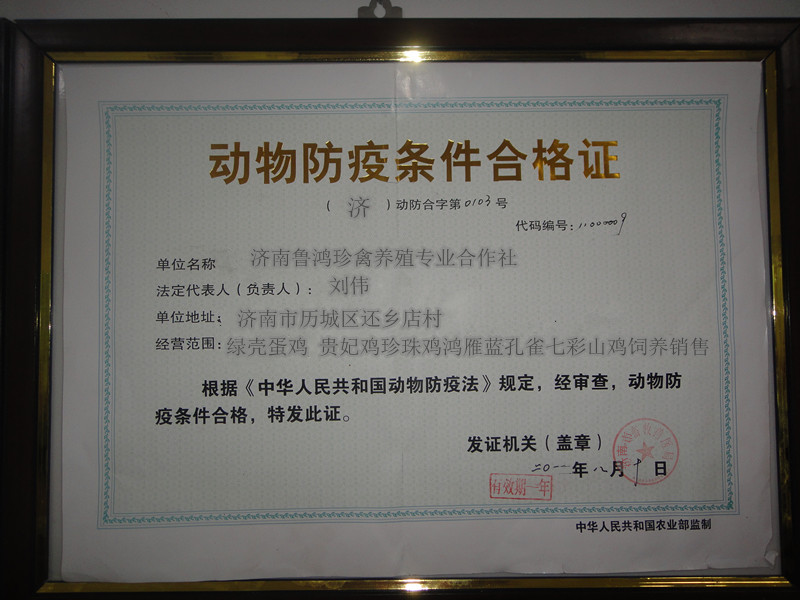 动物防疫条件合格证
( 济 ) 动防合字第0103号
代码编号:11000009
单位名称 济南鲁鸿珍禽养殖专业合作社
法定代表人(负责人): 刘伟
单位地址: 济南市历城区还乡店村
经营范围: 绿壳蛋鸡 贵妃鸡珍珠鸡鸿雁蓝孔雀七彩山鸡饲养销售
根据《中华人民共和国动物防疫法》规定,经审查,动物防
疫条件合格,特发此证。
发证机关(盖章)
二〇一一年八月十日
有效期一年
中华人民共和国农业部监制